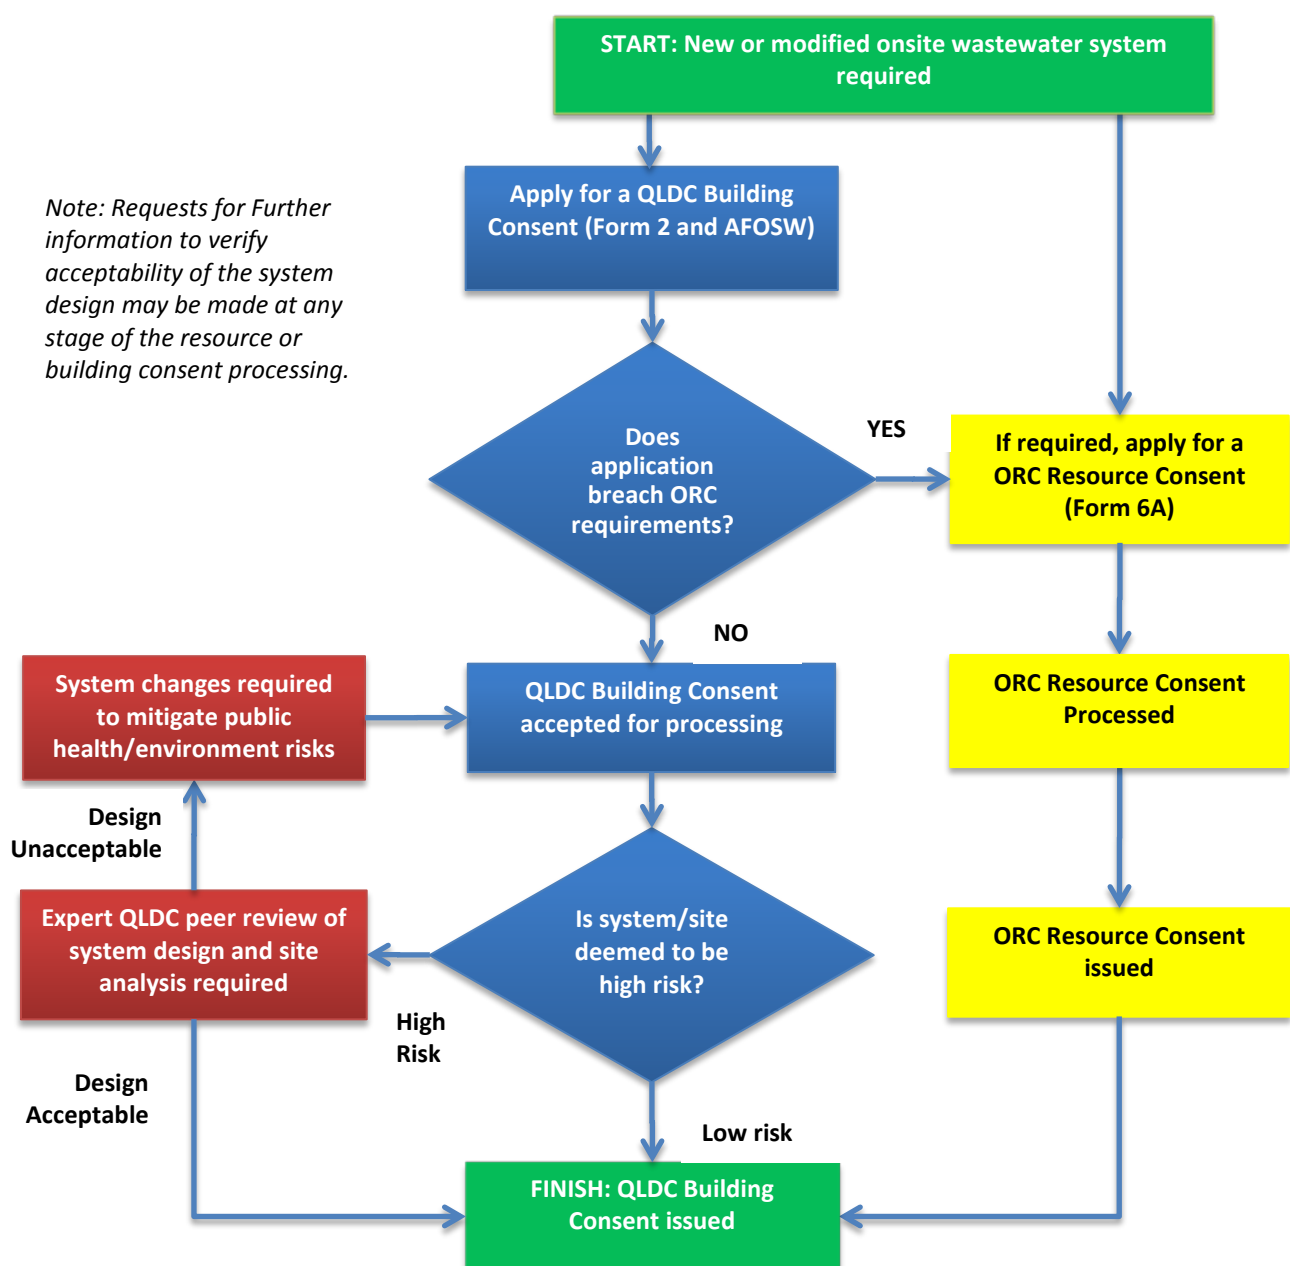 START: New or modified onsite wastewater system
required
Apply for a QLDC Building
Consent (Form 2 and AFOSW)
Note: Requests for Further
information to verify
acceptability of the system
design may be made at any
stage of the resource or
building consent processing.
Does
application
breach ORC
requirements?
YES
If required, apply for a
ORC Resource Consent
(Form 6A)
NO
System changes required
to mitigate public
health/environment risks
QLDC Building Consent
accepted for processing
ORC Resource Consent
Processed
Design
Unacceptable
Expert QLDC peer review of
system design and site
analysis required
Is system/site
deemed to be
high risk?
ORC Resource Consent
issued
High
Risk
Design
Acceptable
Low risk
FINISH: QLDC Building
Consent issued